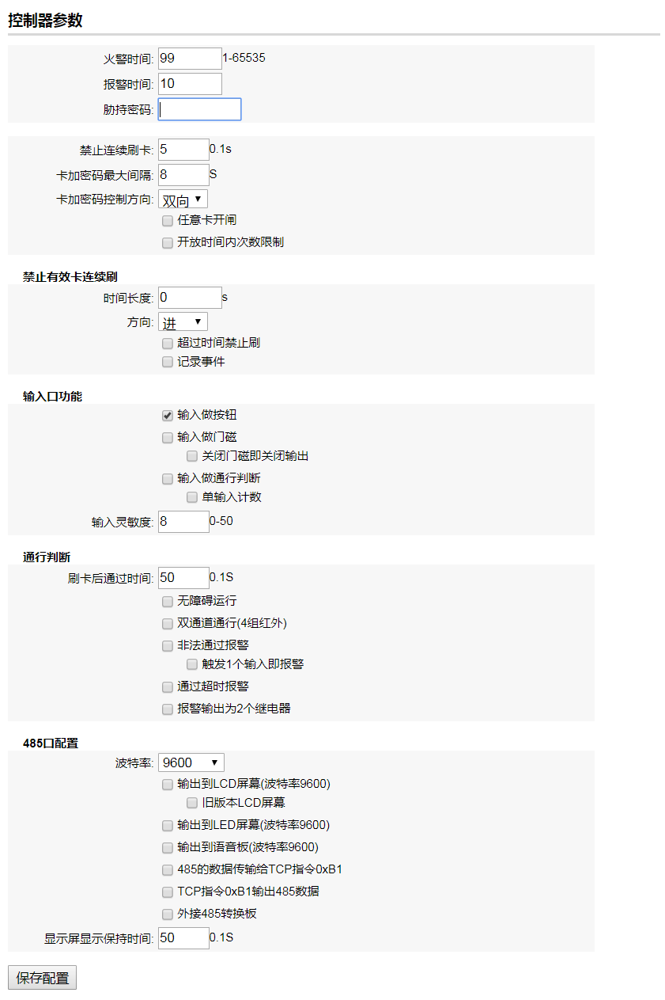 控制器参数
火警时间: 99 1-65535
报警时间: 10
胁持密码:
禁止连续刷卡: 5 0.1s
卡加密码最大间隔: 8 S
卡加密码控制方向: 双向
任意卡开闸
开放时间内次数限制
禁止有效卡连续刷
时间长度: 0 s
方向: 进
超过时间禁止刷
记录事件
输入口功能
输入做按钮
输入做门磁
关闭门磁即关闭输出
输入做通行判断
单输入计数
输入灵敏度: 8 0-50
通行判断
刷卡后通过时间: 50 0.1S
无障碍运行
双通道通行(4组红外)
非法通过报警
触发1个输入即报警
通过超时报警
报警输出为2个继电器
485口配置
波特率: 9600
输出到LCD屏幕(波特率9600)
旧版本LCD屏幕
输出到LED屏幕(波特率9600)
输出到语音板(波特率9600)
485的数据传输给TCP指令0xB1
TCP指令0xB1输出485数据
外接485转换板
显示屏显示保持时间: 50 0.1S
保存配置